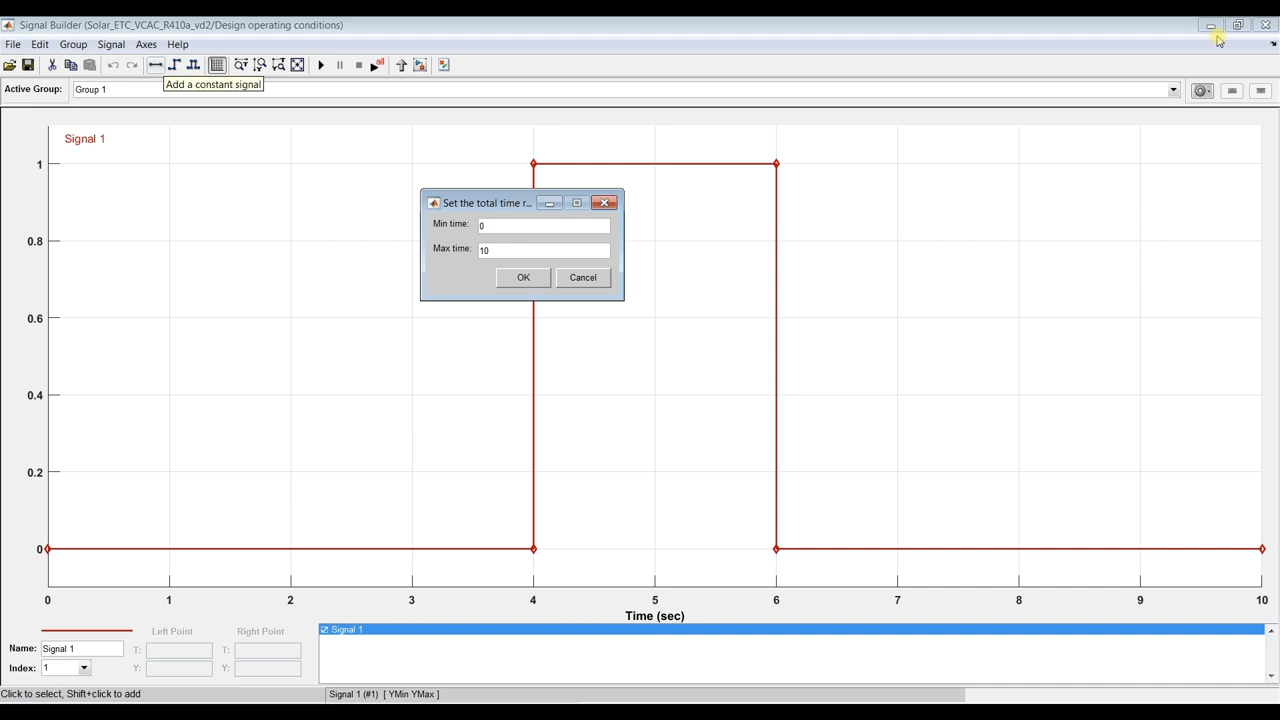 Signal Builder (Solar_ETC_VCAC_R410a_vd2/Design operating conditions)
File Edit Group Signal Axes Help
Add a constant signal
Active Group: Group 1
Signal 1
1
0.8
0.6
0.4
0.2
0
Set the total time r...
Min time: 0
Max time: 10
OK Cancel
0 1 2 3 4 5 6 7 8 9 10
Time (sec)
Left Point Right Point
Name: Signal 1 T: T:
Index: 1 Y: Y:
Signal 1
Click to select, Shift+click to add
Signal 1 (#1) [ YMin YMax ]